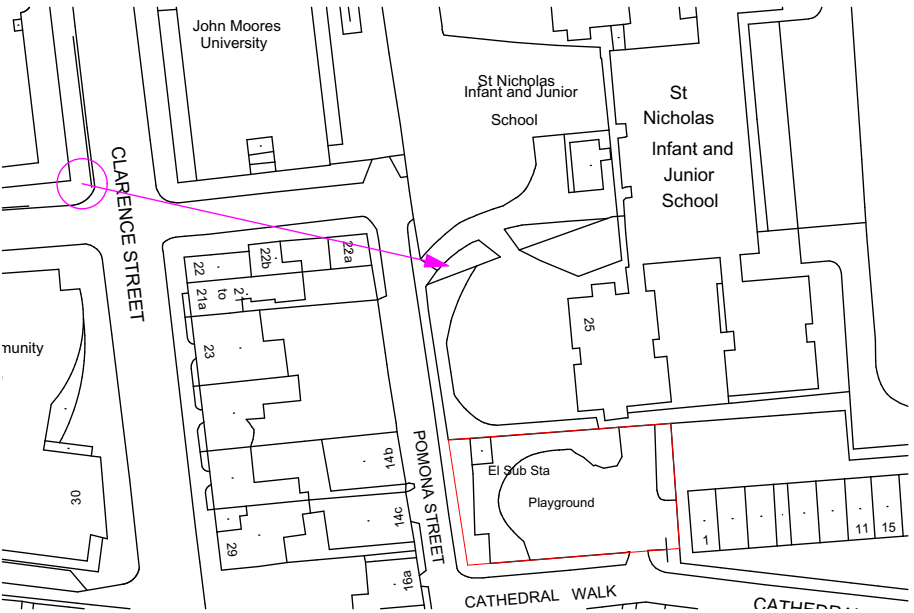 John Moores
University
St Nicholas
Infant and Junior
School
St
Nicholas
Infant and
Junior
School
CLARENCE STREET
22
22b
22a
21a
to
21
23
25
munity
30
14b
14c
16a
29
POMONA STREET
El Sub Sta
Playground
1
11
15
CATHEDRAL WALK
CATHEDRAL